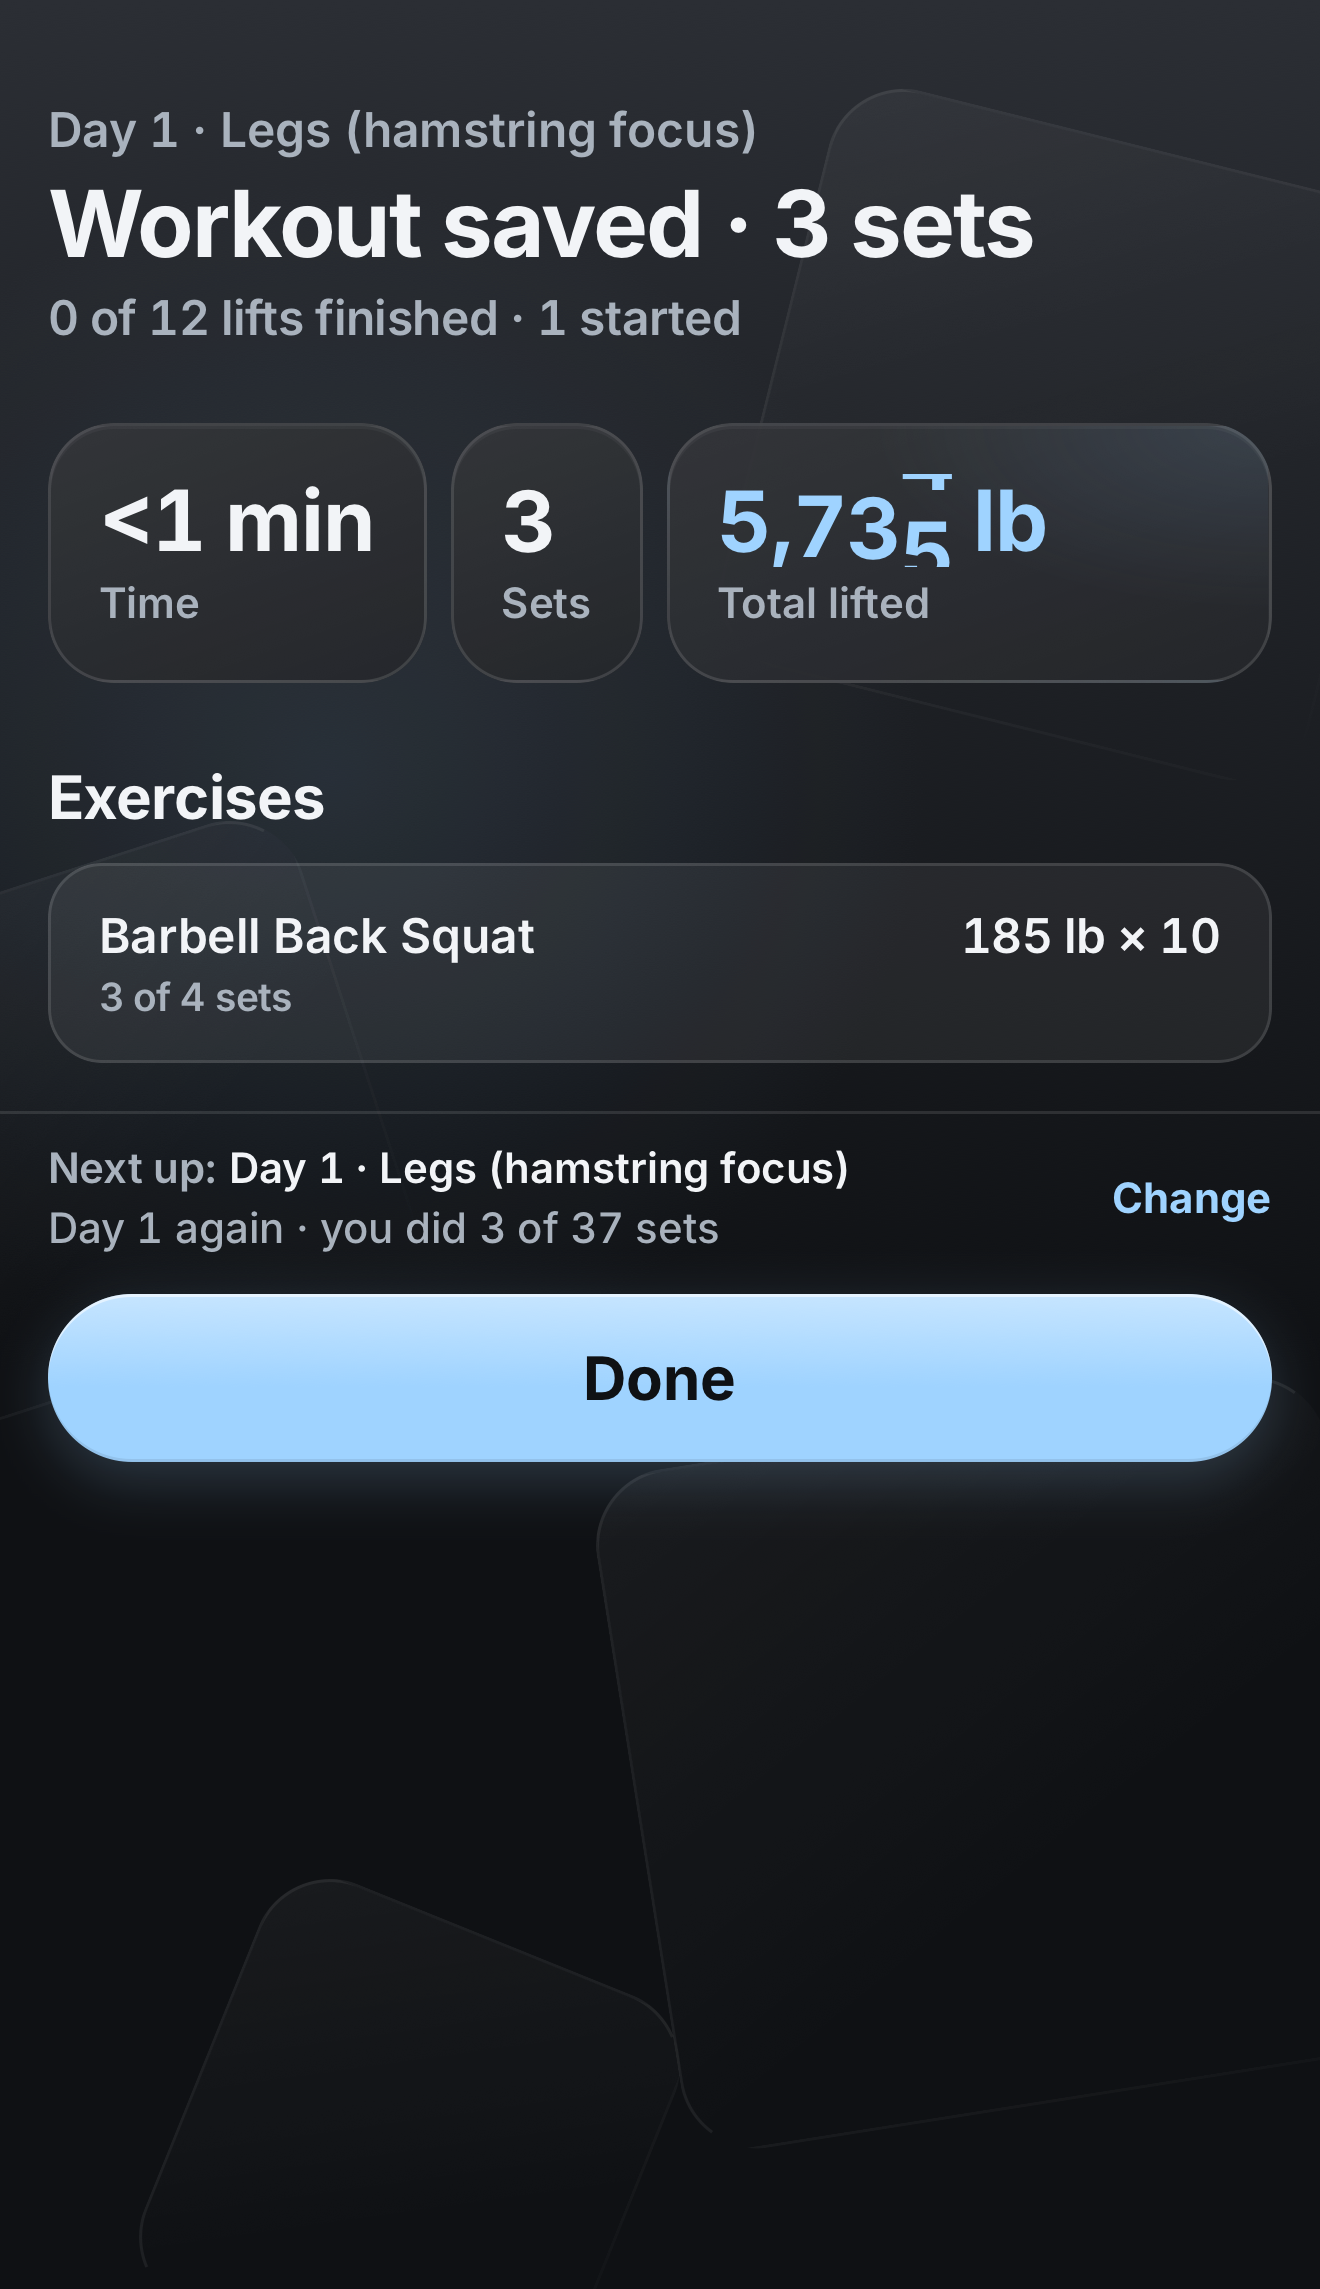 Day 1 · Legs (hamstring focus)
Workout saved · 3 sets
0 of 12 lifts finished · 1 started
<1 min
Time
3
Sets
5,735 lb
Total lifted
Exercises
Barbell Back Squat
185 lb × 10
3 of 4 sets
Next up: Day 1 · Legs (hamstring focus)
Day 1 again · you did 3 of 37 sets
Change
Done